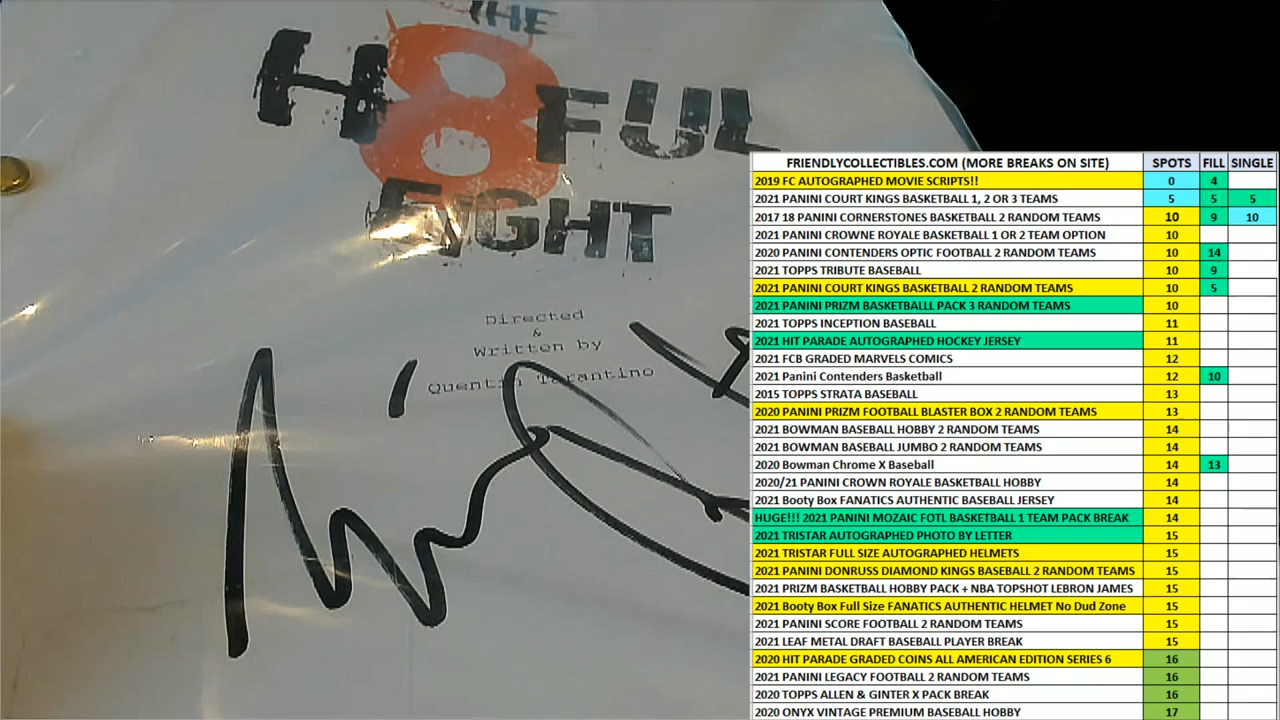 THE
H8FUL
EIGHT
Directed
&
Written by
Quentin Tarantino
FRIENDLYCOLLECTIBLES.COM (MORE BREAKS ON SITE) SPOTS FILL SINGLE
2019 FC AUTOGRAPHED MOVIE SCRIPTS!! 0 4
2021 PANINI COURT KINGS BASKETBALL 1, 2 OR 3 TEAMS 5 5 5
2017 18 PANINI CORNERSTONES BASKETBALL 2 RANDOM TEAMS 10 9 10
2021 PANINI CROWNE ROYALE BASKETBALL 1 OR 2 TEAM OPTION 10
2020 PANINI CONTENDERS OPTIC FOOTBALL 2 RANDOM TEAMS 10 14
2021 TOPPS TRIBUTE BASEBALL 10 9
2021 PANINI COURT KINGS BASKETBALL 2 RANDOM TEAMS 10 5
2021 PANINI PRIZM BASKETBALLL PACK 3 RANDOM TEAMS 10
2021 TOPPS INCEPTION BASEBALL 11
2021 HIT PARADE AUTOGRAPHED HOCKEY JERSEY 11
2021 FCB GRADED MARVELS COMICS 12
2021 Panini Contenders Basketball 12 10
2015 TOPPS STRATA BASEBALL 13
2020 PANINI PRIZM FOOTBALL BLASTER BOX 2 RANDOM TEAMS 13
2021 BOWMAN BASEBALL HOBBY 2 RANDOM TEAMS 14
2021 BOWMAN BASEBALL JUMBO 2 RANDOM TEAMS 14
2020 Bowman Chrome X Baseball 14 13
2020/21 PANINI CROWN ROYALE BASKETBALL HOBBY 14
2021 Booty Box FANATICS AUTHENTIC BASEBALL JERSEY 14
HUGE!!! 2021 PANINI MOZAIC FOTL BASKETBALL 1 TEAM PACK BREAK 14
2021 TRISTAR AUTOGRAPHED PHOTO BY LETTER 15
2021 TRISTAR FULL SIZE AUTOGRAPHED HELMETS 15
2021 PANINI DONRUSS DIAMOND KINGS BASEBALL 2 RANDOM TEAMS 15
2021 PRIZM BASKETBALL HOBBY PACK + NBA TOPSHOT LEBRON JAMES 15
2021 Booty Box Full Size FANATICS AUTHENTIC HELMET No Dud Zone 15
2021 PANINI SCORE FOOTBALL 2 RANDOM TEAMS 15
2021 LEAF METAL DRAFT BASEBALL PLAYER BREAK 15
2020 HIT PARADE GRADED COINS ALL AMERICAN EDITION SERIES 6 16
2021 PANINI LEGACY FOOTBALL 2 RANDOM TEAMS 16
2020 TOPPS ALLEN & GINTER X PACK BREAK 16
2020 ONYX VINTAGE PREMIUM BASEBALL HOBBY 17